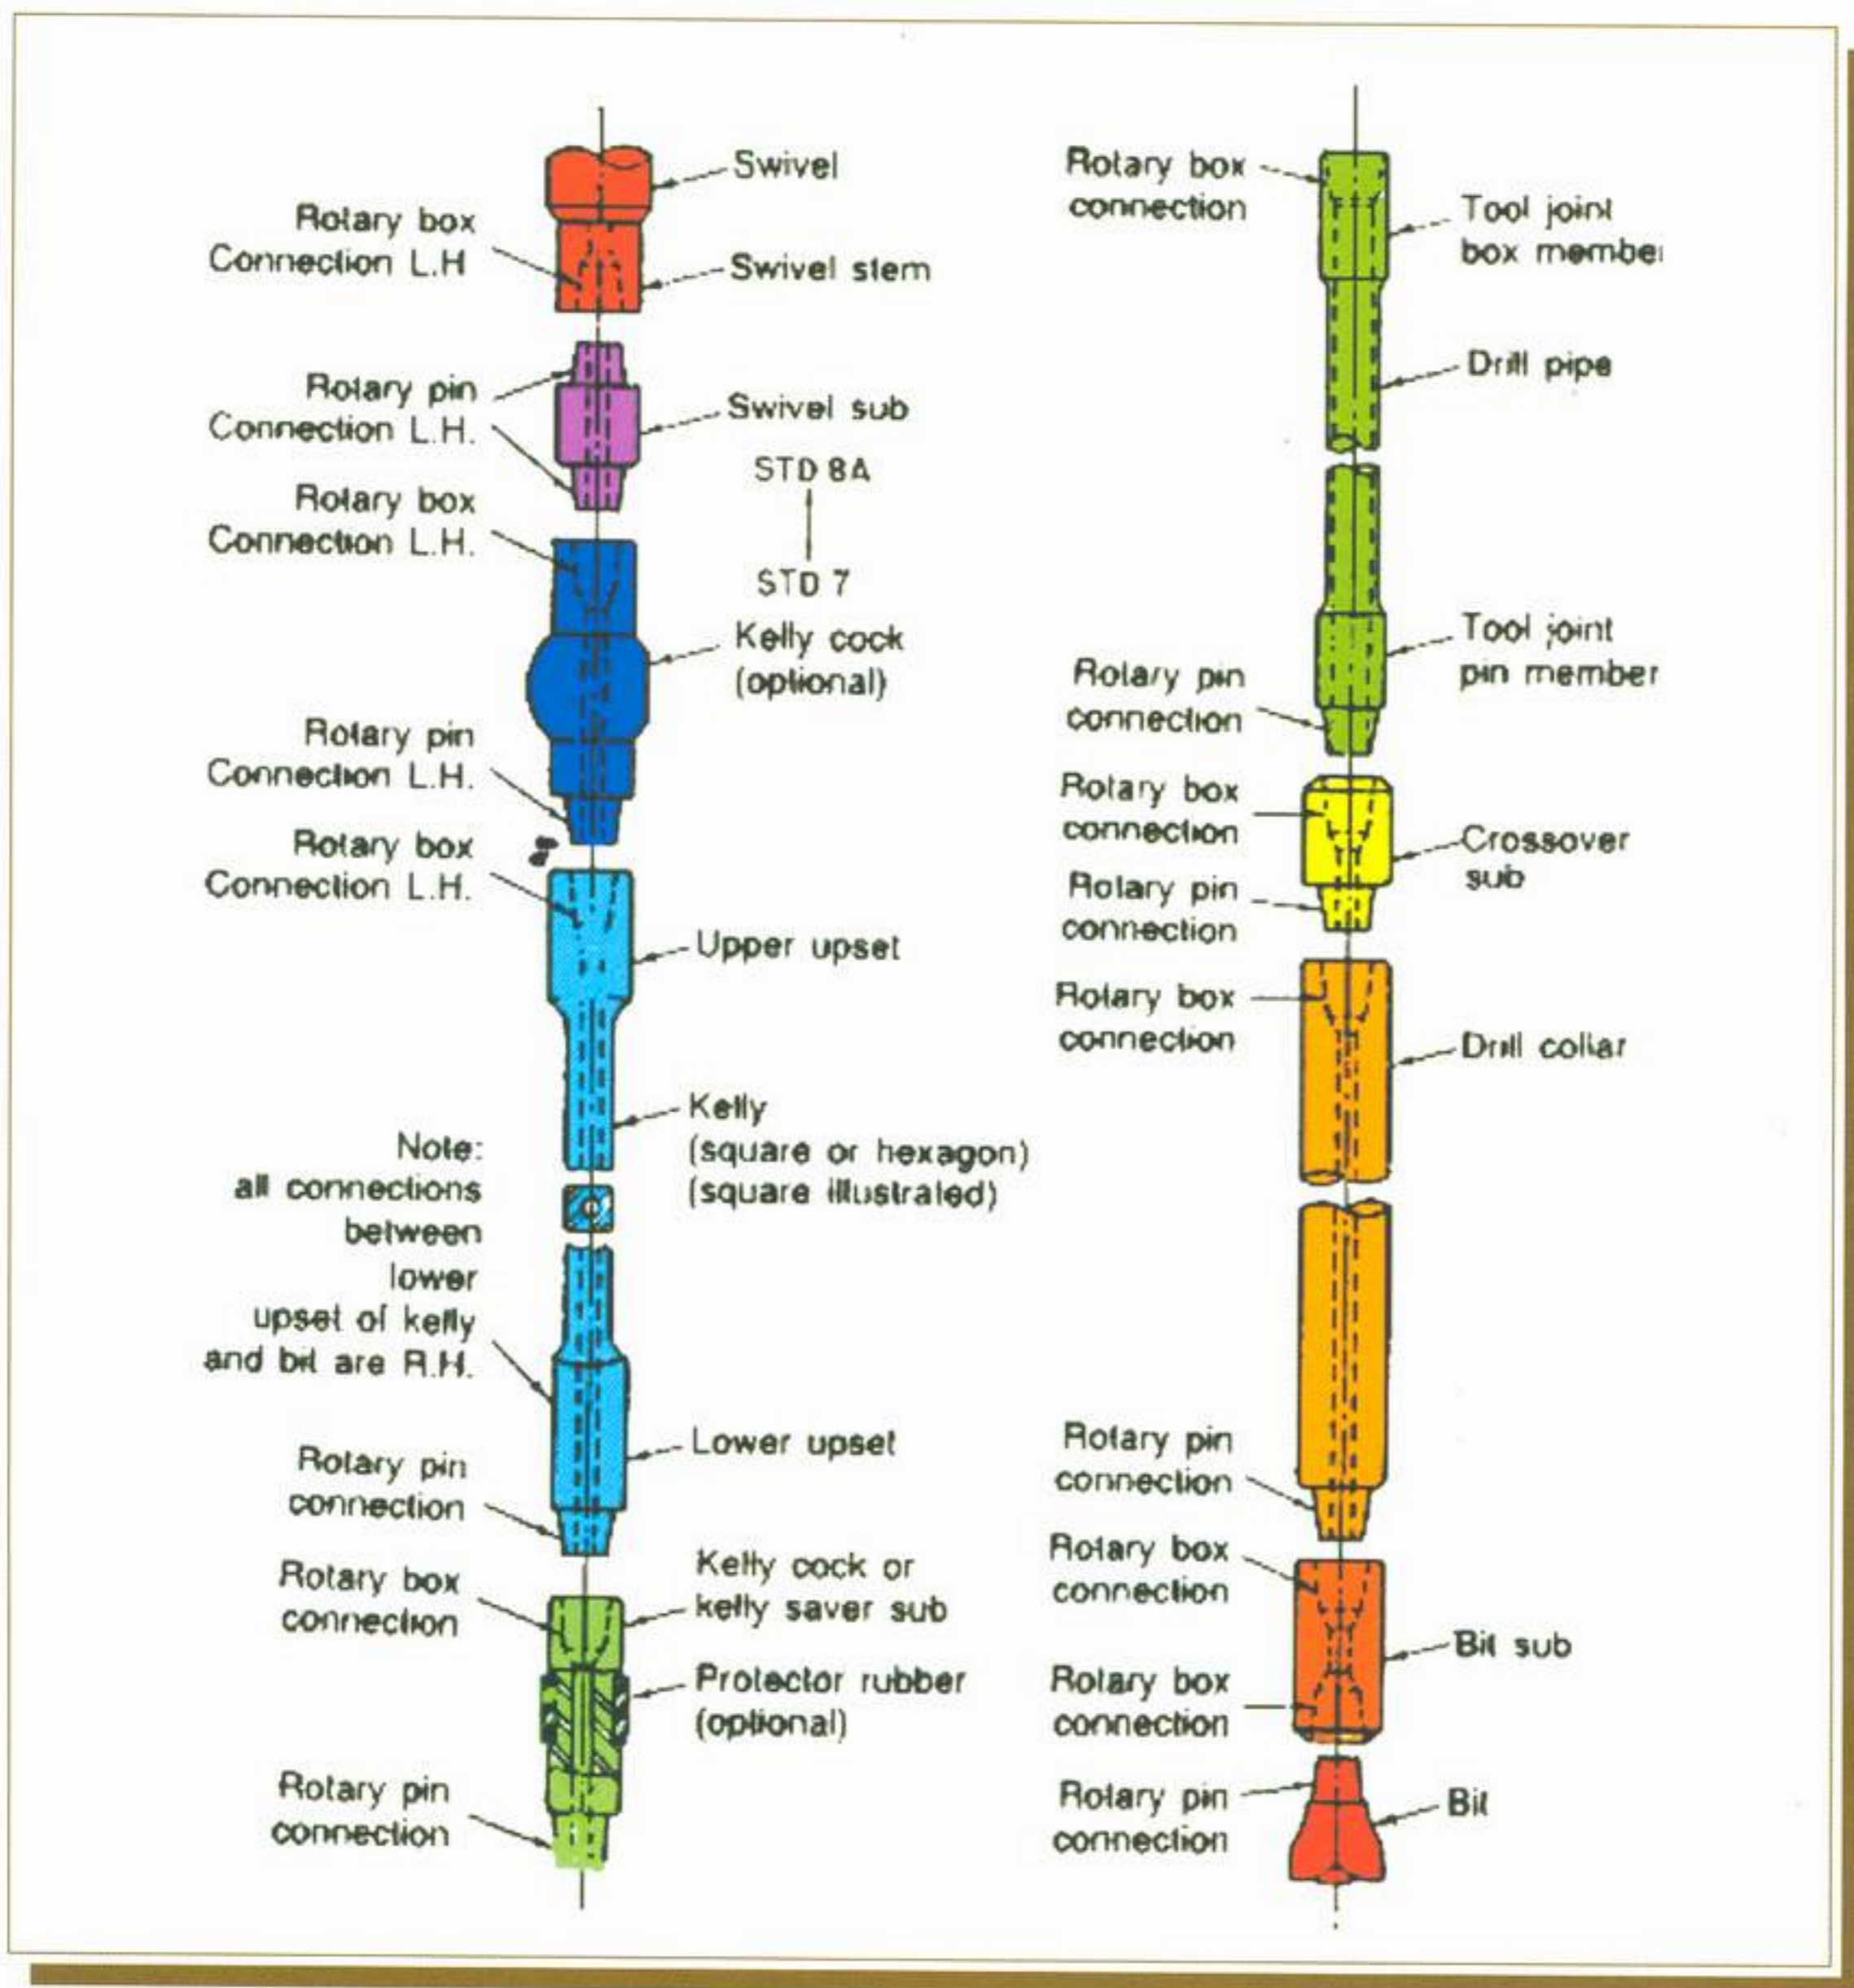 Swivel
Rotary box
Connection L.H
Swivel stem
Rotary pin
Connection L.H.
Swivel sub
STD 8A
Rotary box
Connection L.H.
STD 7
Kelly cock
(optional)
Rotary pin
Connection L.H.
Rotary box
Connection L.H.
Upper upset
Kelly
(square or hexagon)
(square illustrated)
Note:
all connections
between
lower
upset of kelly
and bit are R.H.
Lower upset
Rotary pin
connection
Kelly cock or
kelly saver sub
Rotary box
connection
Protector rubber
(optional)
Rotary pin
connection
Rotary box
connection
Tool joint
box member
Drill pipe
Tool joint
pin member
Rotary pin
connection
Rotary box
connection
Crossover
sub
Rotary pin
connection
Rotary box
connection
Drill collar
Rotary pin
connection
Rotary box
connection
Bit sub
Rotary box
connection
Rotary pin
connection
Bit